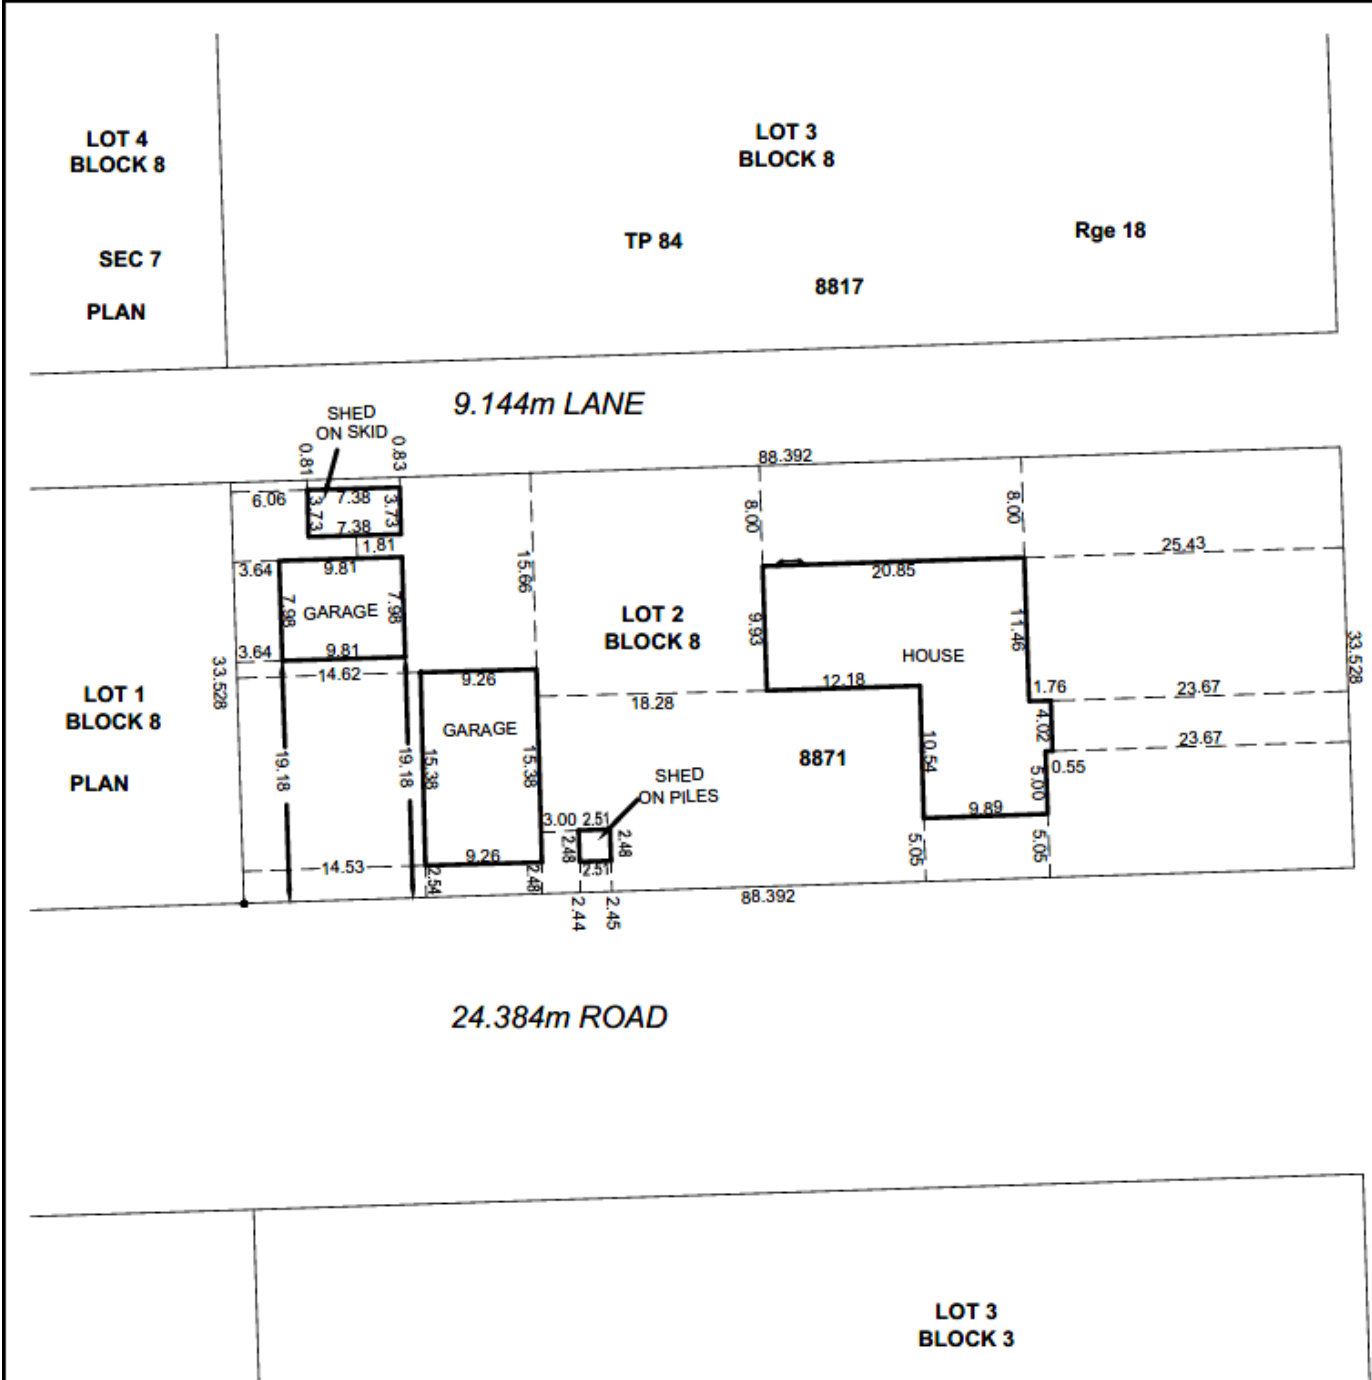 LOT 4
BLOCK 8
LOT 3
BLOCK 8
SEC 7
TP 84
Rge 18
PLAN
8817
9.144m LANE
SHED
ON SKID
0.81
0.83
88.392
6.06
7.38
3.73
3.73
7.38
8.00
8.00
1.81
25.43
3.64
9.81
15.66
20.85
7.98
GARAGE
7.98
LOT 2
BLOCK 8
9.93
11.46
HOUSE
33.528
3.64
9.81
33.528
14.62
9.26
12.18
1.76
23.67
LOT 1
BLOCK 8
18.28
GARAGE
4.02
10.54
23.67
19.18
19.18
15.38
15.38
8871
PLAN
SHED
ON PILES
0.55
5.00
3.00
2.51
9.89
2.48
2.48
9.26
2.51
5.05
5.05
14.53
2.54
2.48
88.392
2.44
2.45
24.384m ROAD
LOT 3
BLOCK 3